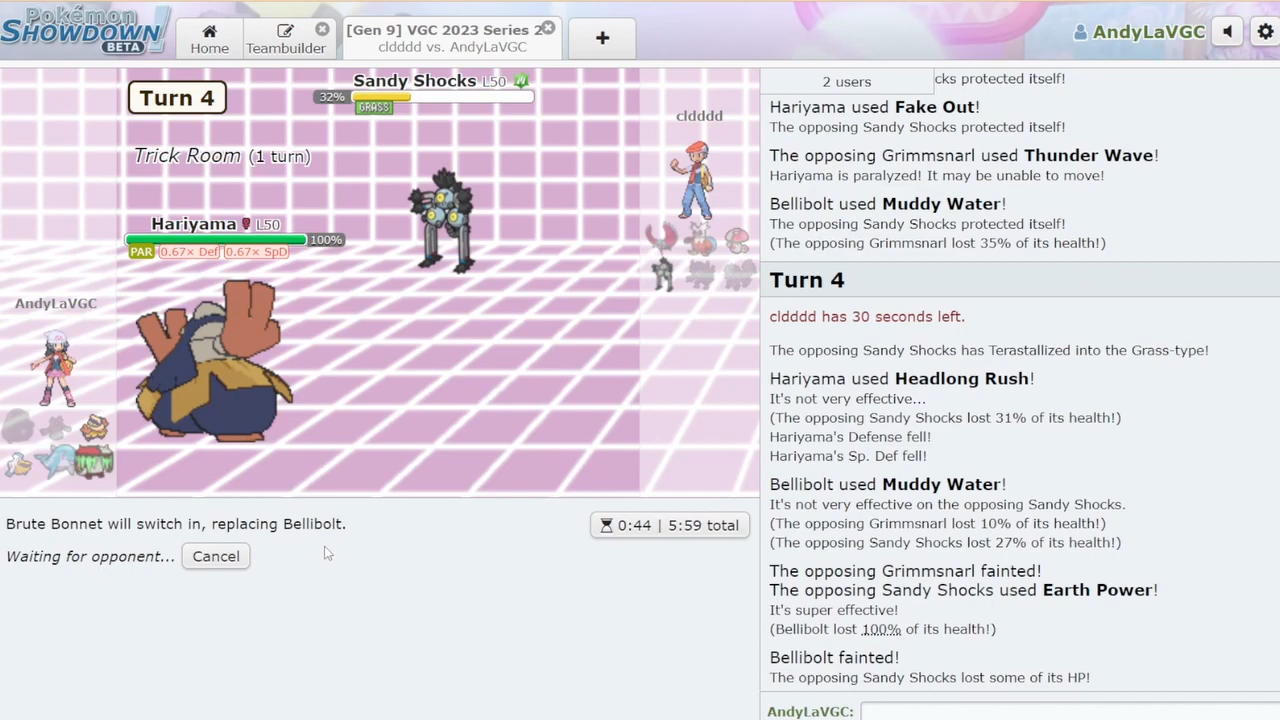 Pokémon
SHOWDOWN!
BETA
Home
Teambuilder
[Gen 9] VGC 2023 Series 2
cldddd vs. AndyLaVGC
+
AndyLaVGC
Turn 4
Sandy Shocks L50
32%
GRASS
Trick Room (1 turn)
cldddd
Hariyama L50
100%
PAR 0.67× Def 0.67× SpD
AndyLaVGC
Brute Bonnet will switch in, replacing Bellibolt.
0:44 | 5:59 total
Waiting for opponent... Cancel
2 users
cks protected itself!
Hariyama used Fake Out!
The opposing Sandy Shocks protected itself!
The opposing Grimmsnarl used Thunder Wave!
Hariyama is paralyzed! It may be unable to move!
Bellibolt used Muddy Water!
The opposing Sandy Shocks protected itself!
(The opposing Grimmsnarl lost 35% of its health!)
Turn 4
cldddd has 30 seconds left.
The opposing Sandy Shocks has Terastallized into the Grass-type!
Hariyama used Headlong Rush!
It's not very effective...
(The opposing Sandy Shocks lost 31% of its health!)
Hariyama's Defense fell!
Hariyama's Sp. Def fell!
Bellibolt used Muddy Water!
It's not very effective on the opposing Sandy Shocks.
(The opposing Grimmsnarl lost 10% of its health!)
(The opposing Sandy Shocks lost 27% of its health!)
The opposing Grimmsnarl fainted!
The opposing Sandy Shocks used Earth Power!
It's super effective!
(Bellibolt lost 100% of its health!)
Bellibolt fainted!
The opposing Sandy Shocks lost some of its HP!
AndyLaVGC: